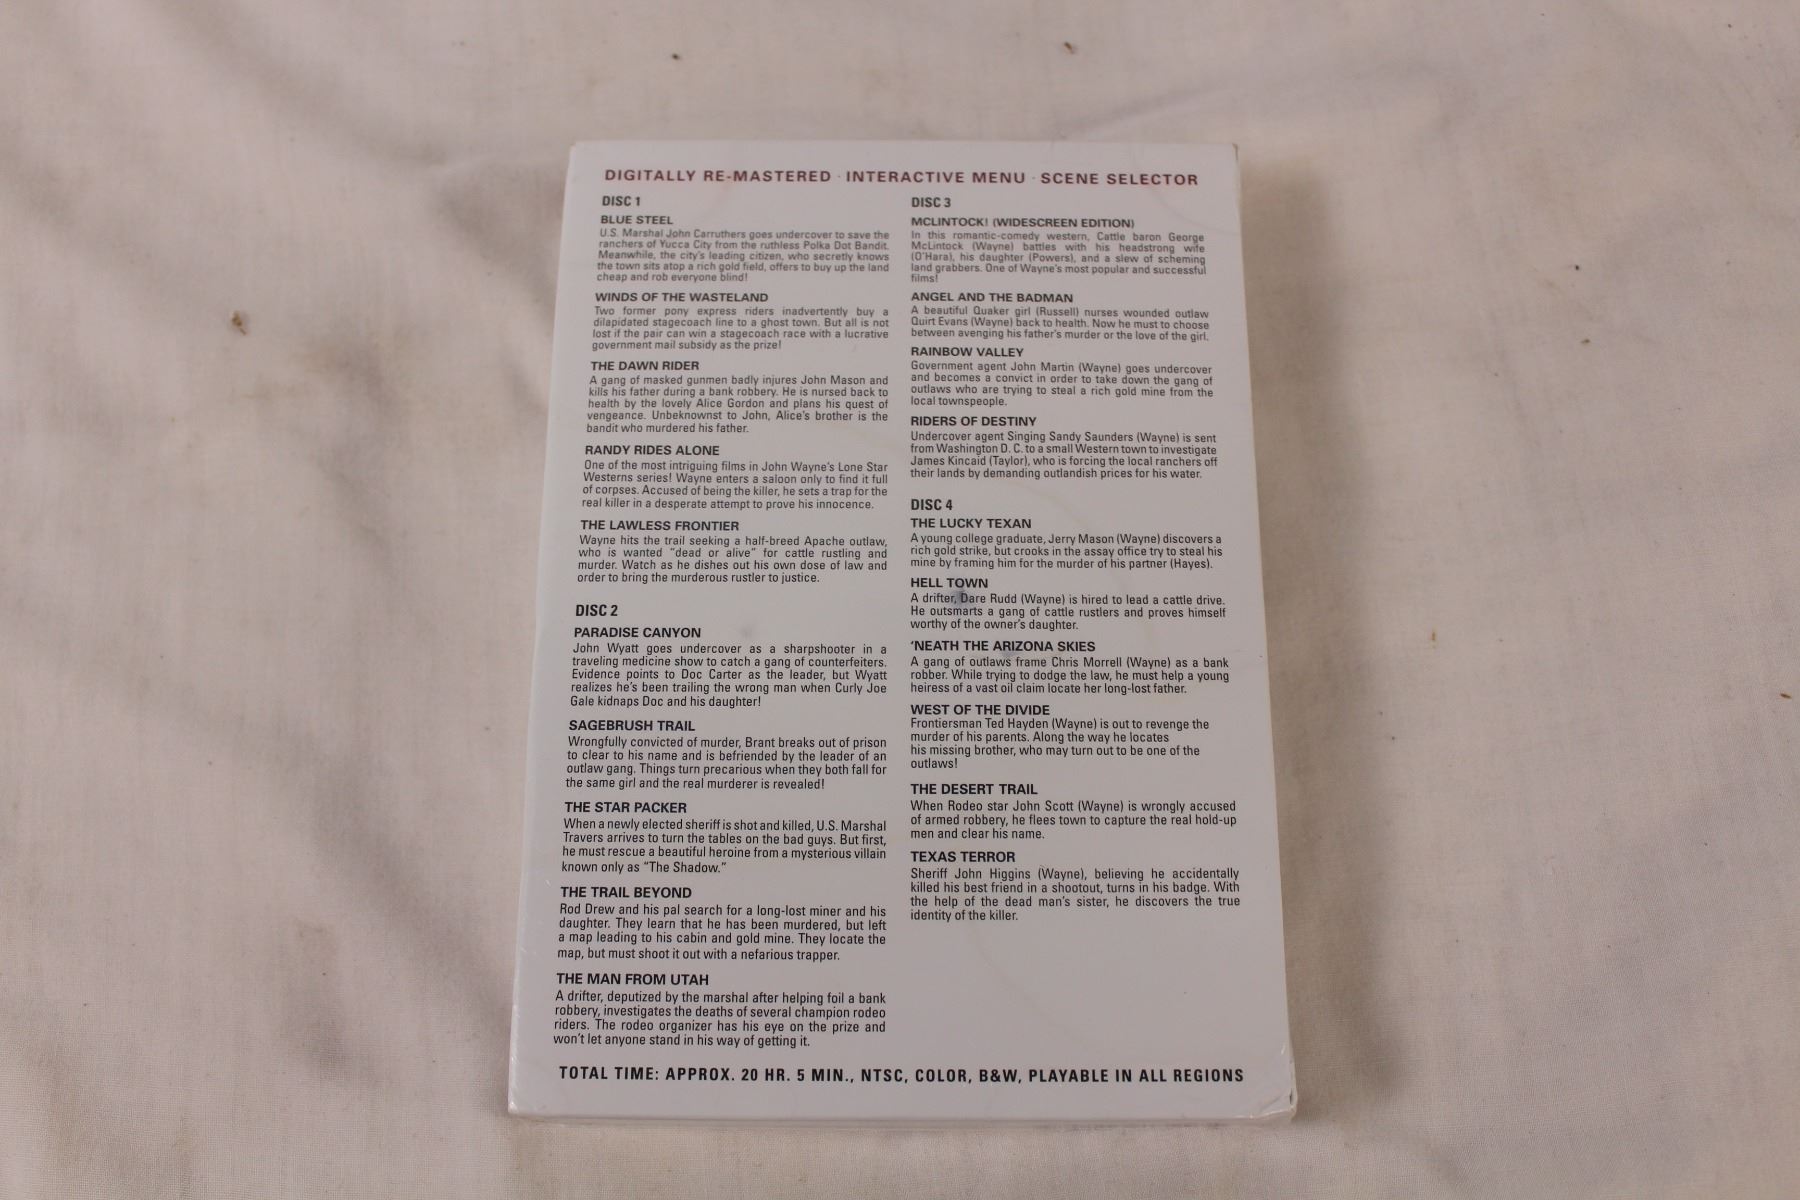 DIGITALLY RE-MASTERED · INTERACTIVE MENU · SCENE SELECTOR
DISC 1
BLUE STEEL
U.S. Marshal John Carruthers goes undercover to save the
ranchers of Yucca City from the ruthless Polka Dot Bandit.
Meanwhile, the city's leading citizen, who secretly knows
the town sits atop a rich gold field, offers to buy up the land
cheap and rob everyone blind!
WINDS OF THE WASTELAND
Two former pony express riders inadvertently buy a
dilapidated stagecoach line to a ghost town. But all is not
lost if the pair can win a stagecoach race with a lucrative
government mail subsidy as the prize!
THE DAWN RIDER
A gang of masked gunmen badly injures John Mason and
kills his father during a bank robbery. He is nursed back to
health by the lovely Alice Gordon and plans his quest of
vengeance. Unbeknownst to John, Alice's brother is the
bandit who murdered his father.
RANDY RIDES ALONE
One of the most intriguing films in John Wayne's Lone Star
Westerns series! Wayne enters a saloon only to find it full
of corpses. Accused of being the killer, he sets a trap for the
real killer in a desperate attempt to prove his innocence.
THE LAWLESS FRONTIER
Wayne hits the trail seeking a half-breed Apache outlaw,
who is wanted "dead or alive" for cattle rustling and
murder. Watch as he dishes out his own dose of law and
order to bring the murderous rustler to justice.
DISC 2
PARADISE CANYON
John Wyatt goes undercover as a sharpshooter in a
traveling medicine show to catch a gang of counterfeiters.
Evidence points to Doc Carter as the leader, but Wyatt
realizes he's been trailing the wrong man when Curly Joe
Gale kidnaps Doc and his daughter!
SAGEBRUSH TRAIL
Wrongfully convicted of murder, Brant breaks out of prison
to clear to his name and is befriended by the leader of an
outlaw gang. Things turn precarious when they both fall for
the same girl and the real murderer is revealed!
THE STAR PACKER
When a newly elected sheriff is shot and killed, U.S. Marshal
Travers arrives to turn the tables on the bad guys. But first,
he must rescue a beautiful heroine from a mysterious villain
known only as "The Shadow."
THE TRAIL BEYOND
Rod Drew and his pal search for a long-lost miner and his
daughter. They learn that he has been murdered, but left
a map leading to his cabin and gold mine. They locate the
map, but must shoot it out with a nefarious trapper.
THE MAN FROM UTAH
A drifter, deputized by the marshal after helping foil a bank
robbery, investigates the deaths of several champion rodeo
riders. The rodeo organizer has his eye on the prize and
won't let anyone stand in his way of getting it.
DISC 3
MCLINTOCK! (WIDESCREEN EDITION)
In this romantic-comedy western, Cattle baron George
McLintock (Wayne) battles with his headstrong wife
(O'Hara), his daughter (Powers), and a slew of scheming
land grabbers. One of Wayne's most popular and successful
films!
ANGEL AND THE BADMAN
A beautiful Quaker girl (Russell) nurses wounded outlaw
Quirt Evans (Wayne) back to health. Now he must to choose
between avenging his father's murder or the love of the girl.
RAINBOW VALLEY
Government agent John Martin (Wayne) goes undercover
and becomes a convict in order to take down the gang of
outlaws who are trying to steal a rich gold mine from the
local townspeople.
RIDERS OF DESTINY
Undercover agent Singing Sandy Saunders (Wayne) is sent
from Washington D. C. to a small Western town to investigate
James Kincaid (Taylor), who is forcing the local ranchers off
their lands by demanding outlandish prices for his water.
DISC 4
THE LUCKY TEXAN
A young college graduate, Jerry Mason (Wayne) discovers a
rich gold strike, but crooks in the assay office try to steal his
mine by framing him for the murder of his partner (Hayes).
HELL TOWN
A drifter, Dare Rudd (Wayne) is hired to lead a cattle drive.
He outsmarts a gang of cattle rustlers and proves himself
worthy of the owner's daughter.
'NEATH THE ARIZONA SKIES
A gang of outlaws frame Chris Morrell (Wayne) as a bank
robber. While trying to dodge the law, he must help a young
heiress of a vast oil claim locate her long-lost father.
WEST OF THE DIVIDE
Frontiersman Ted Hayden (Wayne) is out to revenge the
murder of his parents. Along the way he locates
his missing brother, who may turn out to be one of the
outlaws!
THE DESERT TRAIL
When Rodeo star John Scott (Wayne) is wrongly accused
of armed robbery, he flees town to capture the real hold-up
men and clear his name.
TEXAS TERROR
Sheriff John Higgins (Wayne), believing he accidentally
killed his best friend in a shootout, turns in his badge. With
the help of the dead man's sister, he discovers the true
identity of the killer.
TOTAL TIME: APPROX. 20 HR. 5 MIN., NTSC, COLOR, B&W, PLAYABLE IN ALL REGIONS